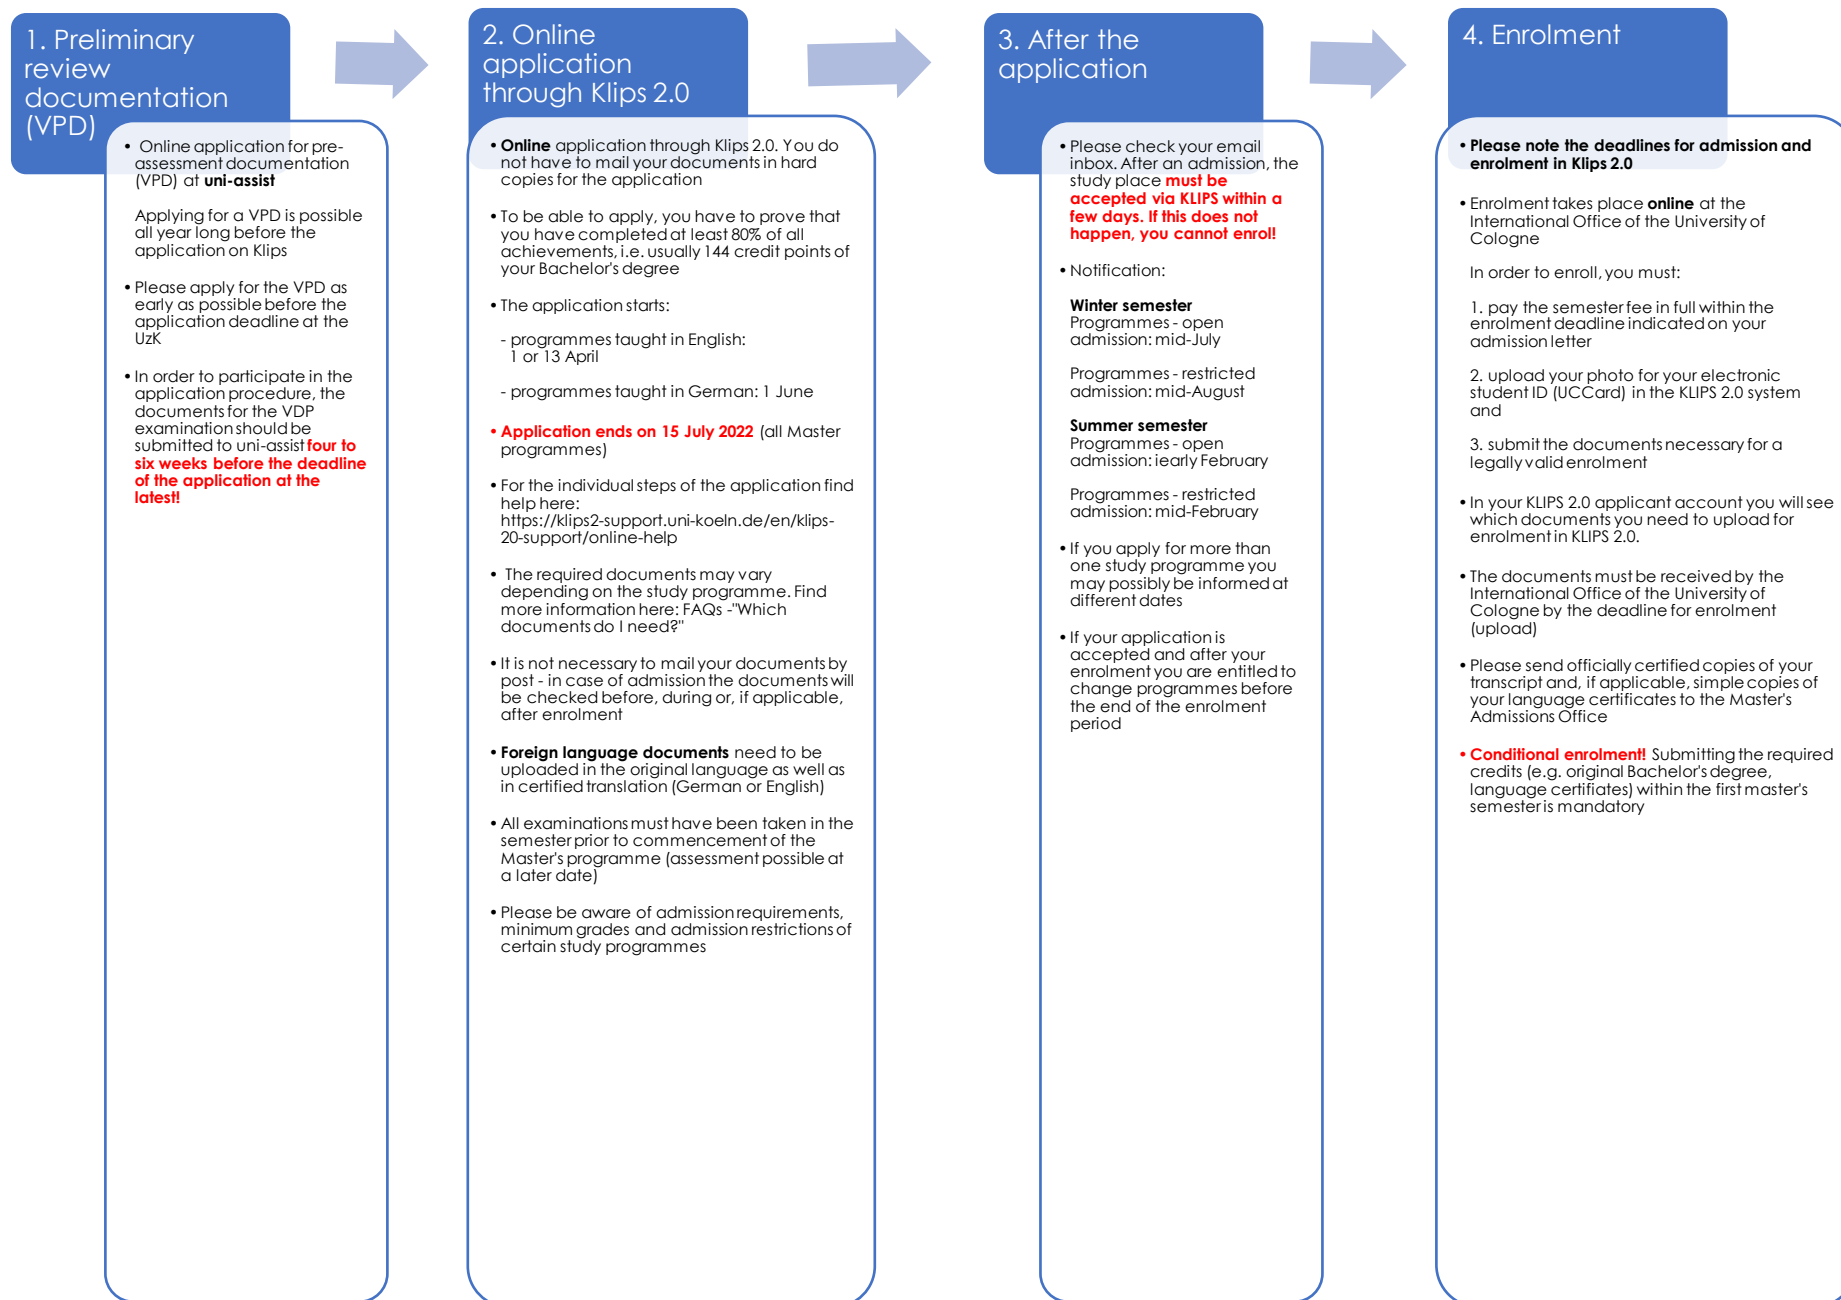 1. Preliminary
review
documentation
(VPD)
• Online application for pre-
assessment documentation
(VPD) at uni-assist
Applying for a VPD is possible
all year long before the
application on Klips
• Please apply for the VPD as
early as possible before the
application deadline at the
UzK
• In order to participate in the
application procedure, the
documents for the VDP
examination should be
submitted to uni-assist four to
six weeks before the deadline
of the application at the
latest!
2. Online
application
through Klips 2.0
• Online application through Klips 2.0. You do
not have to mail your documents in hard
copies for the application
• To be able to apply, you have to prove that
you have completed at least 80% of all
achievements, i.e. usually 144 credit points of
your Bachelor's degree
• The application starts:
- programmes taught in English:
1 or 13 April
- programmes taught in German: 1 June
• Application ends on 15 July 2022 (all Master
programmes)
• For the individual steps of the application find
help here:
https://klips2-support.uni-koeln.de/en/klips-
20-support/online-help
• The required documents may vary
depending on the study programme. Find
more information here: FAQs -"Which
documents do I need?"
• It is not necessary to mail your documents by
post - in case of admission the documents will
be checked before, during or, if applicable,
after enrolment
• Foreign language documents need to be
uploaded in the original language as well as
in certified translation (German or English)
• All examinations must have been taken in the
semester prior to commencement of the
Master's programme (assessment possible at
a later date)
• Please be aware of admission requirements,
minimum grades and admission restrictions of
certain study programmes
3. After the
application
• Please check your email
inbox. After an admission, the
study place must be
accepted via KLIPS within a
few days. If this does not
happen, you cannot enrol!
• Notification:
Winter semester
Programmes - open
admission: mid-July
Programmes - restricted
admission: mid-August
Summer semester
Programmes - open
admission: iearly February
Programmes - restricted
admission: mid-February
• If you apply for more than
one study programme you
may possibly be informed at
different dates
• If your application is
accepted and after your
enrolment you are entitled to
change programmes before
the end of the enrolment
period
4. Enrolment
• Please note the deadlines for admission and
enrolment in Klips 2.0
• Enrolment takes place online at the
International Office of the University of
Cologne
In order to enroll, you must:
1. pay the semester fee in full within the
enrolment deadline indicated on your
admission letter
2. upload your photo for your electronic
student ID (UCCard) in the KLIPS 2.0 system
and
3. submit the documents necessary for a
legally valid enrolment
• In your KLIPS 2.0 applicant account you will see
which documents you need to upload for
enrolment in KLIPS 2.0.
• The documents must be received by the
International Office of the University of
Cologne by the deadline for enrolment
(upload)
• Please send officially certified copies of your
transcript and, if applicable, simple copies of
your language certificates to the Master's
Admissions Office
• Conditional enrolment! Submitting the required
credits (e.g. original Bachelor's degree,
language certifiates) within the first master's
semester is mandatory